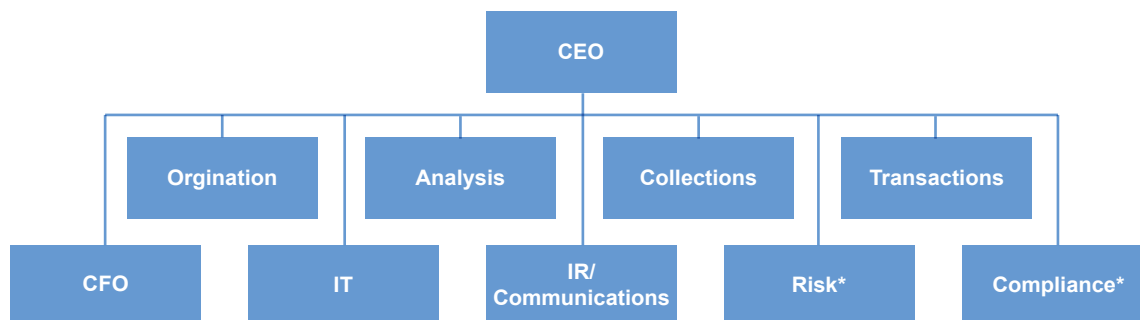 CEO
Orgination
Analysis
Collections
Transactions
CFO
IT
IR/
Communications
Risk*
Compliance*